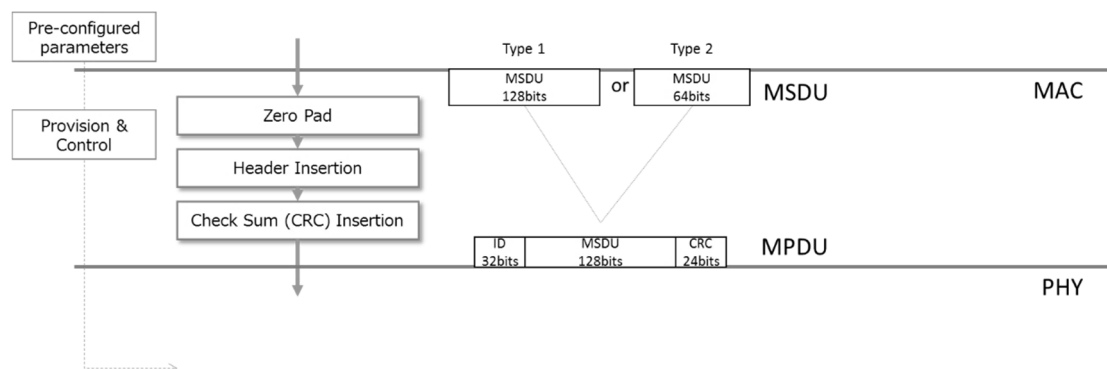 Pre-configured
parameters
Provision &
Control
Zero Pad
Header Insertion
Check Sum (CRC) Insertion
Type 1
Type 2
MSDU
128bits
or
MSDU
64bits
MSDU
MAC
ID
32bits
MSDU
128bits
CRC
24bits
MPDU
PHY